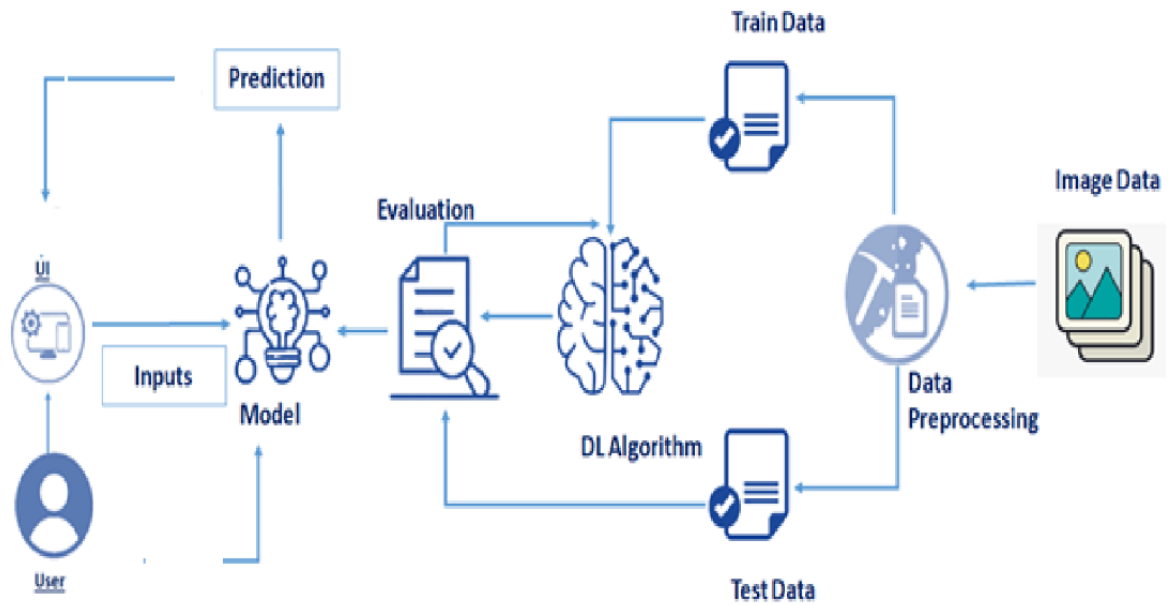 Train Data
Prediction
Image Data
Evaluation
UI
Inputs
Model
Data
Preprocessing
DL Algorithm
User
Test Data